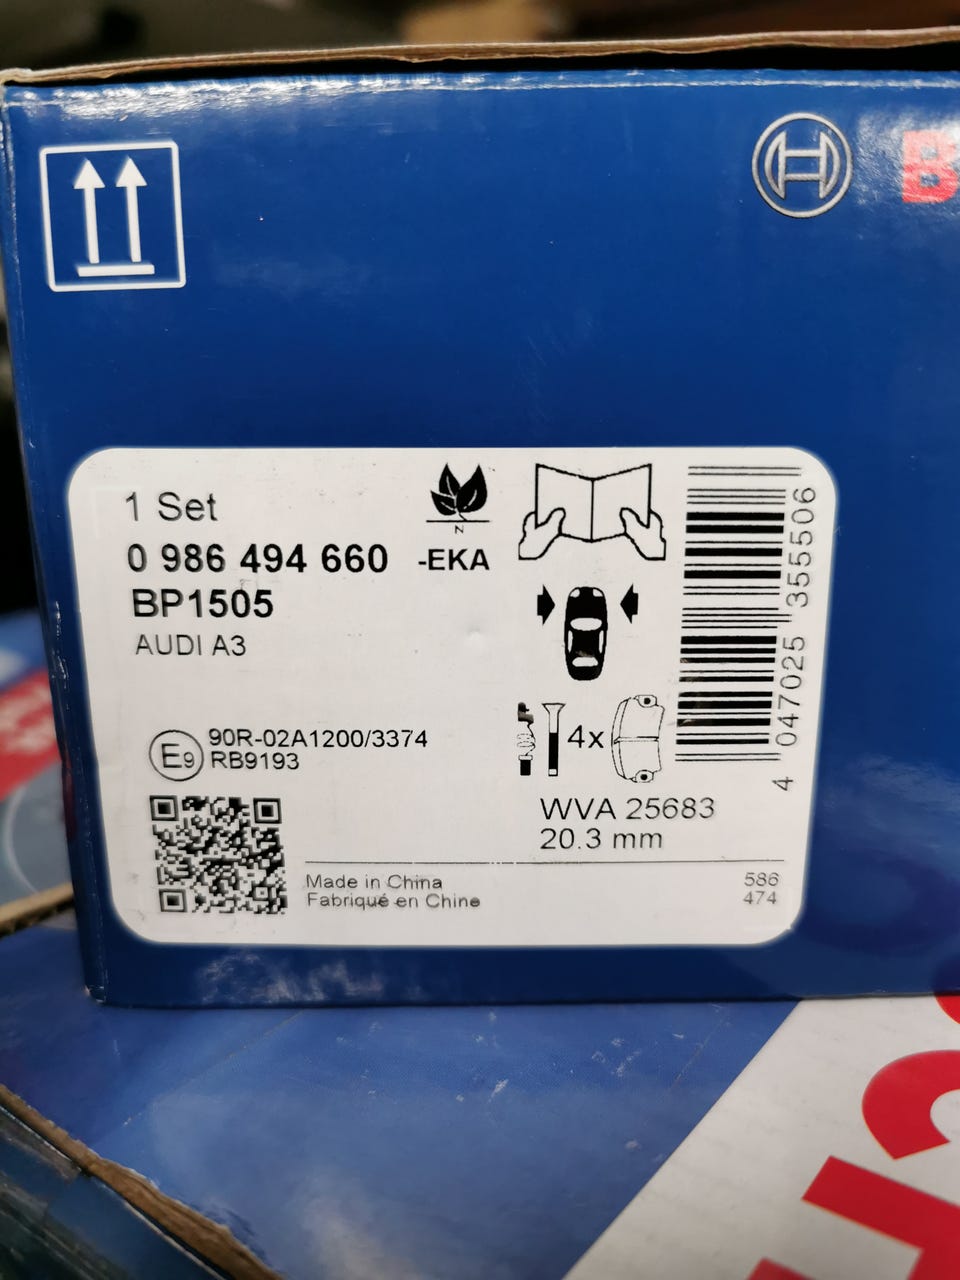 B
1 Set
0 986 494 660 -EKA
BP1505
AUDI A3
N
E9
90R-02A1200/3374
RB9193
4x
WVA 25683
20.3 mm
Made in China
Fabriqué en Chine
586
474
4 047025 355506